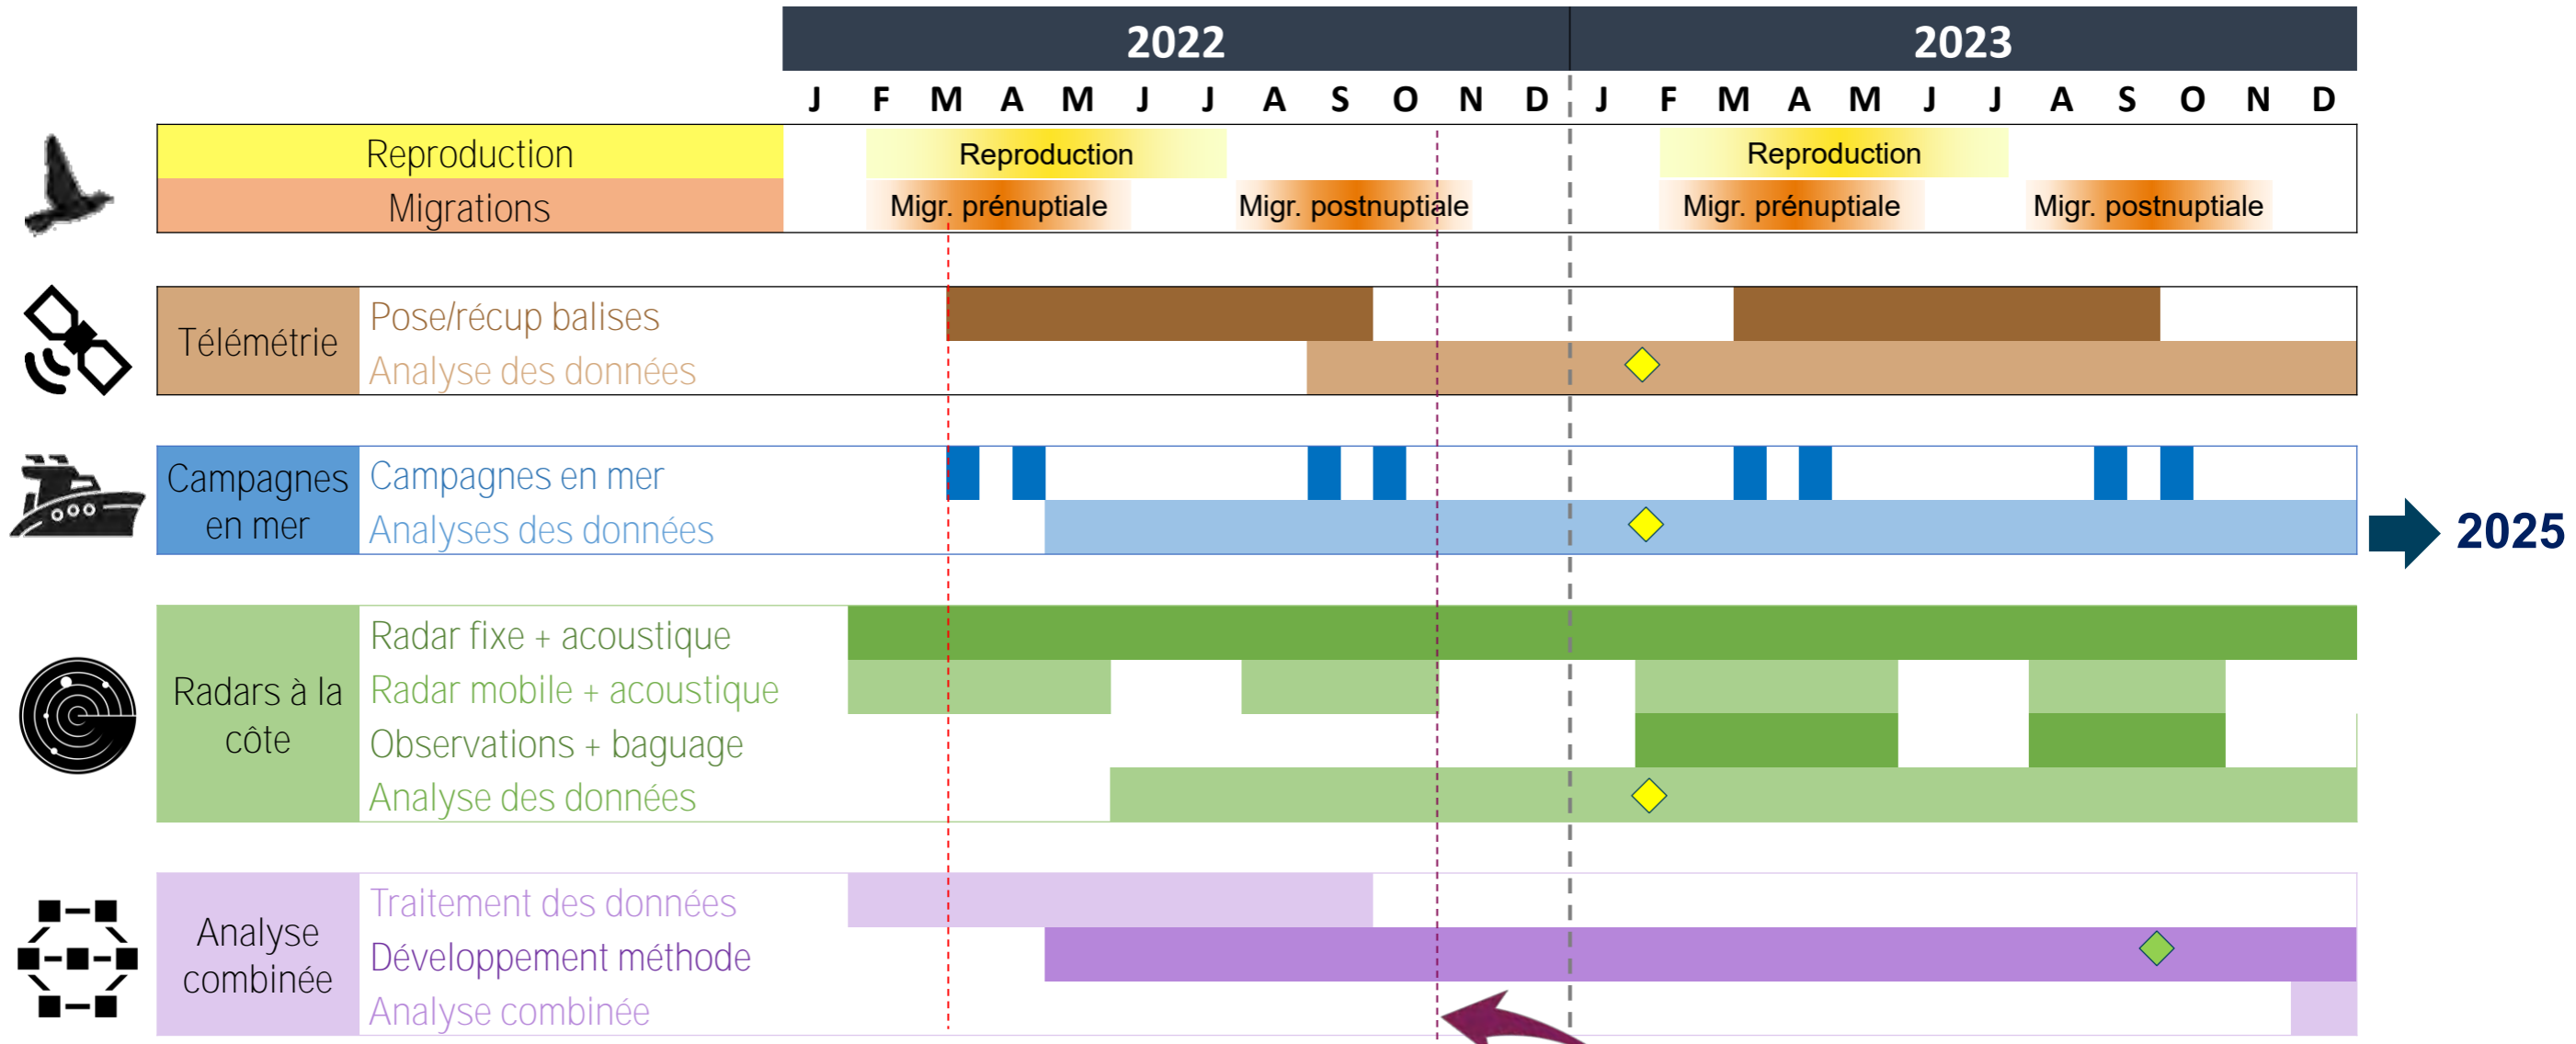 2022 2023
J F M A M J J A S O N D J F M A M J J A S O N D
Reproduction Reproduction Reproduction
Migrations Migr. prénuptiale Migr. postnuptiale Migr. prénuptiale Migr. postnuptiale
Télémétrie
Pose/récup balises
Analyse des données
Campagnes
en mer
Campagnes en mer
Analyses des données
2025
Radars à la
côte
Radar fixe + acoustique
Radar mobile + acoustique
Observations + baguage
Analyse des données
Analyse
combinée
Traitement des données
Développement méthode
Analyse combinée